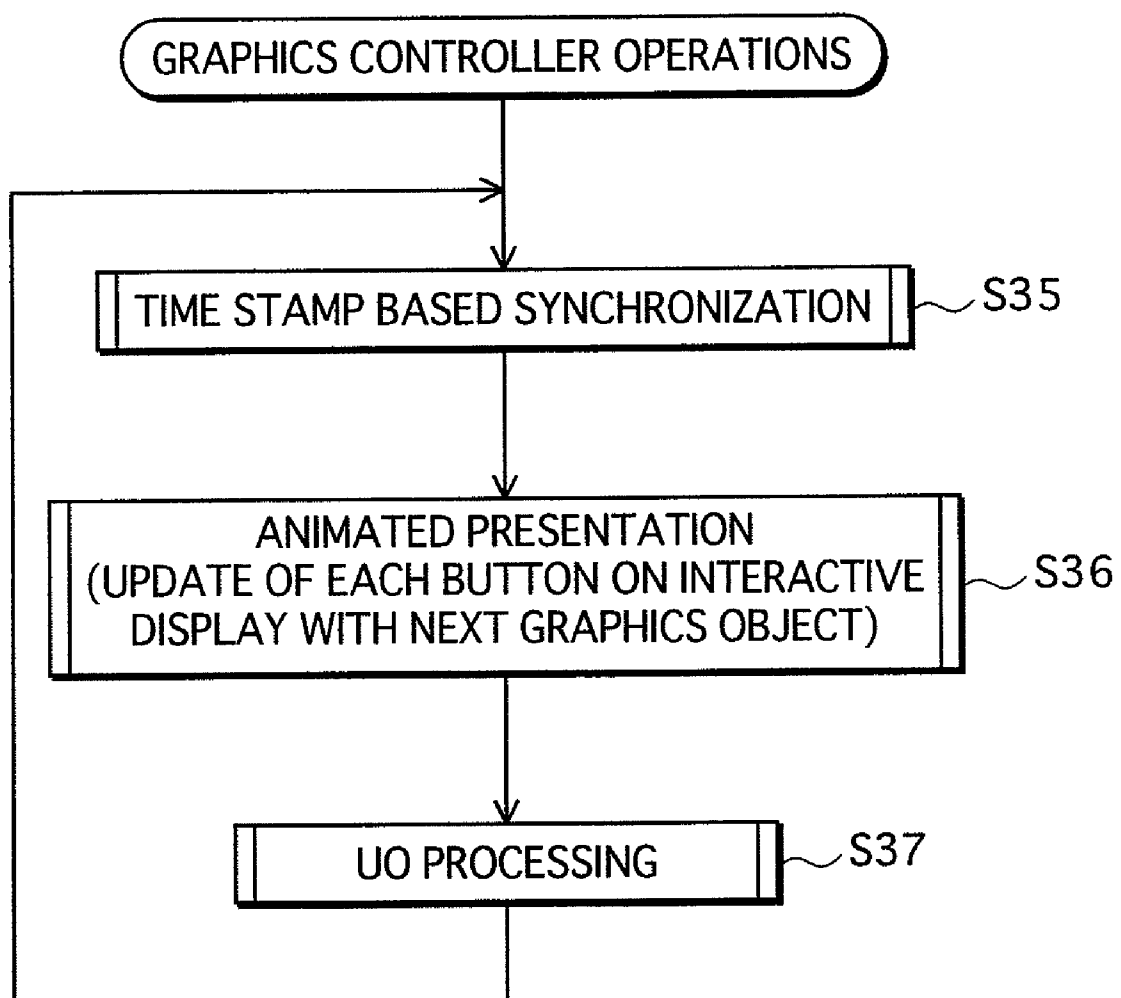 GRAPHICS CONTROLLER OPERATIONS
TIME STAMP BASED SYNCHRONIZATION
S35
ANIMATED PRESENTATION
(UPDATE OF EACH BUTTON ON INTERACTIVE
DISPLAY WITH NEXT GRAPHICS OBJECT)
S36
UO PROCESSING
S37